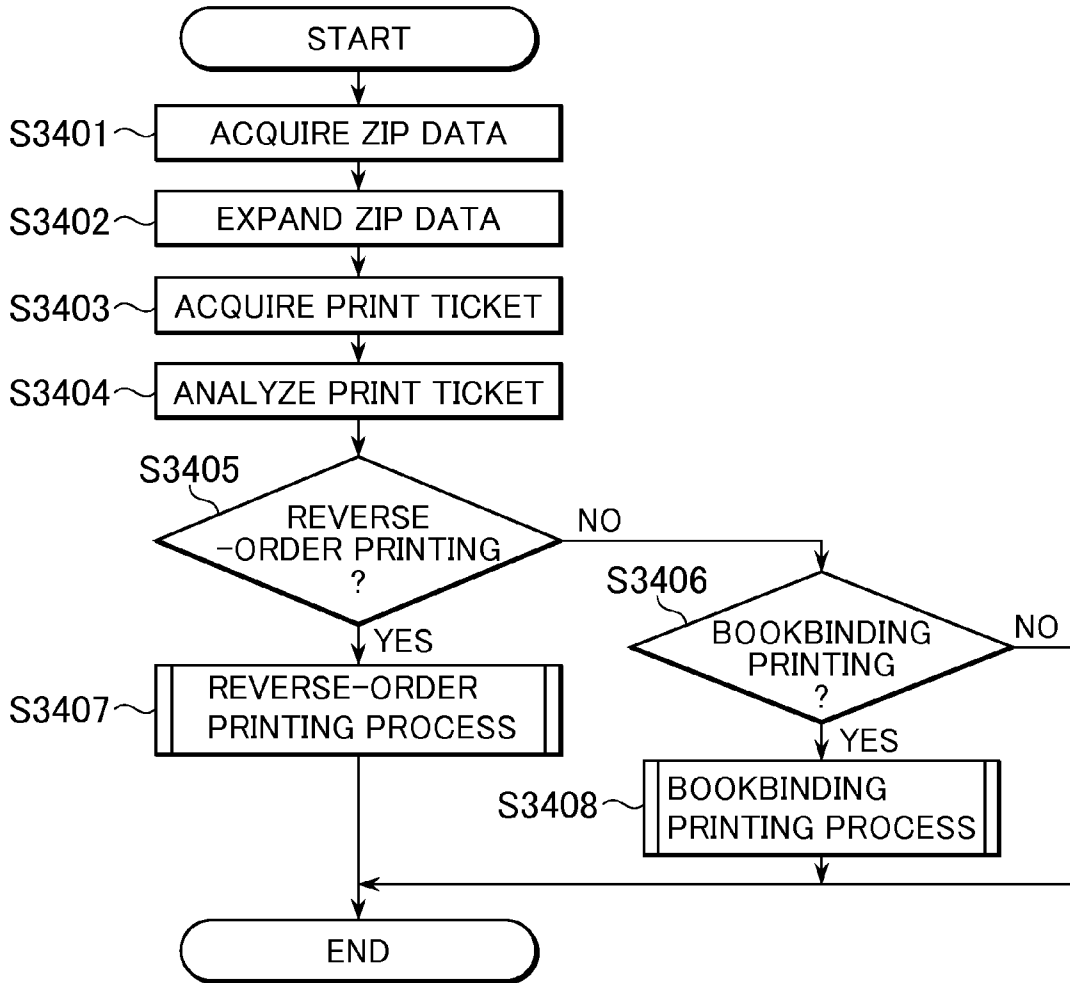 START
S3401
ACQUIRE ZIP DATA
S3402
EXPAND ZIP DATA
S3403
ACQUIRE PRINT TICKET
S3404
ANALYZE PRINT TICKET
S3405
REVERSE
-ORDER PRINTING
?
NO
YES
S3406
BOOKBINDING
PRINTING
?
NO
YES
S3407
REVERSE-ORDER
PRINTING PROCESS
S3408
BOOKBINDING
PRINTING PROCESS
END